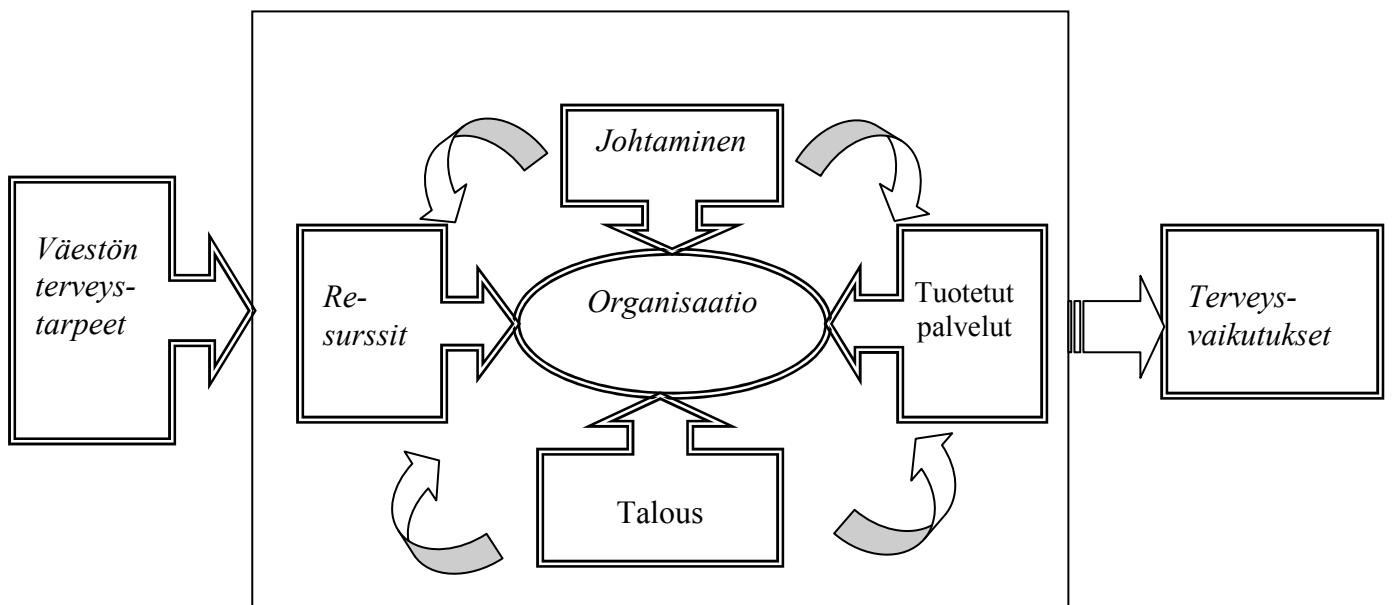 Johtaminen
Väestön
terveys-
tarpeet
Re-
surssit
Organisaatio
Tuotetut
palvelut
Terveys-
vaikutukset
Talous